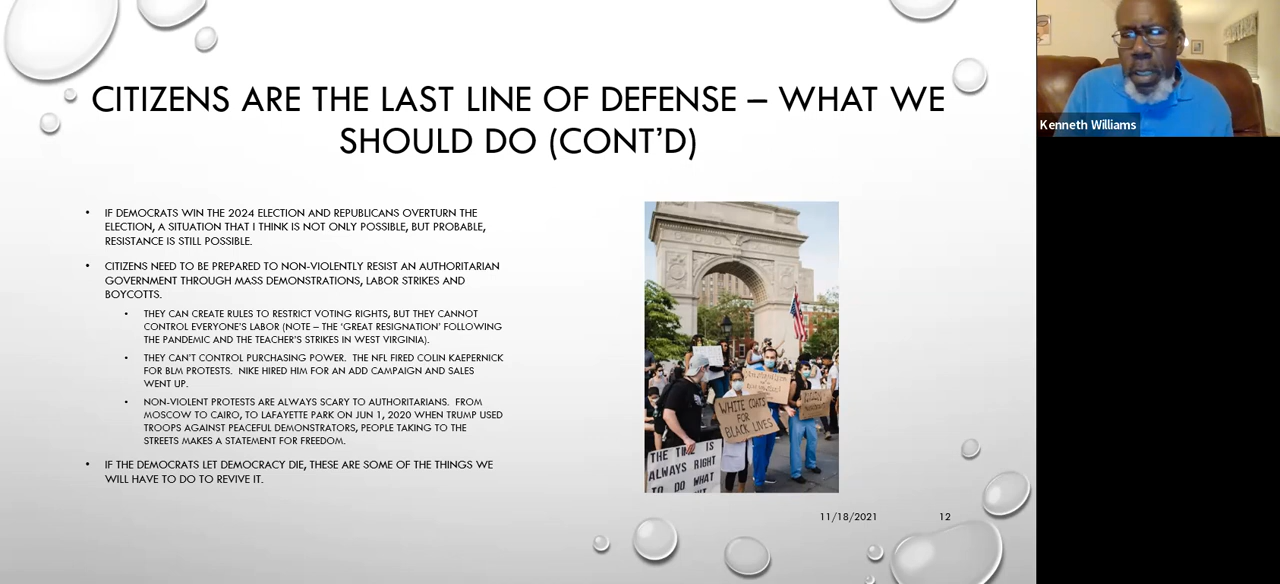 CITIZENS ARE THE LAST LINE OF DEFENSE – WHAT WE
SHOULD DO (CONT'D)
Kenneth Williams
• IF DEMOCRATS WIN THE 2024 ELECTION AND REPUBLICANS OVERTURN THE
ELECTION, A SITUATION THAT I THINK IS NOT ONLY POSSIBLE, BUT PROBABLE,
RESISTANCE IS STILL POSSIBLE.
• CITIZENS NEED TO BE PREPARED TO NON-VIOLENTLY RESIST AN AUTHORITARIAN
GOVERNMENT THROUGH MASS DEMONSTRATIONS, LABOR STRIKES AND
BOYCOTTS.
• THEY CAN CREATE RULES TO RESTRICT VOTING RIGHTS, BUT THEY CANNOT
CONTROL EVERYONE'S LABOR (NOTE – THE 'GREAT RESIGNATION' FOLLOWING
THE PANDEMIC AND THE TEACHER'S STRIKES IN WEST VIRGINIA).
• THEY CAN'T CONTROL PURCHASING POWER. THE NFL FIRED COLIN KAEPERNICK
FOR BLM PROTESTS. NIKE HIRED HIM FOR AN ADD CAMPAIGN AND SALES
WENT UP.
• NON-VIOLENT PROTESTS ARE ALWAYS SCARY TO AUTHORITARIANS. FROM
MOSCOW TO CAIRO, TO LAFAYETTE PARK ON JUN 1, 2020 WHEN TRUMP USED
TROOPS AGAINST PEACEFUL DEMONSTRATORS, PEOPLE TAKING TO THE
STREETS MAKES A STATEMENT FOR FREEDOM.
• IF THE DEMOCRATS LET DEMOCRACY DIE, THESE ARE SOME OF THE THINGS WE
WILL HAVE TO DO TO REVIVE IT.
WHITE COATS
FOR
BLACK LIVES
THE TIME IS
ALWAYS RIGHT
TO DO WHAT
11/18/2021
12